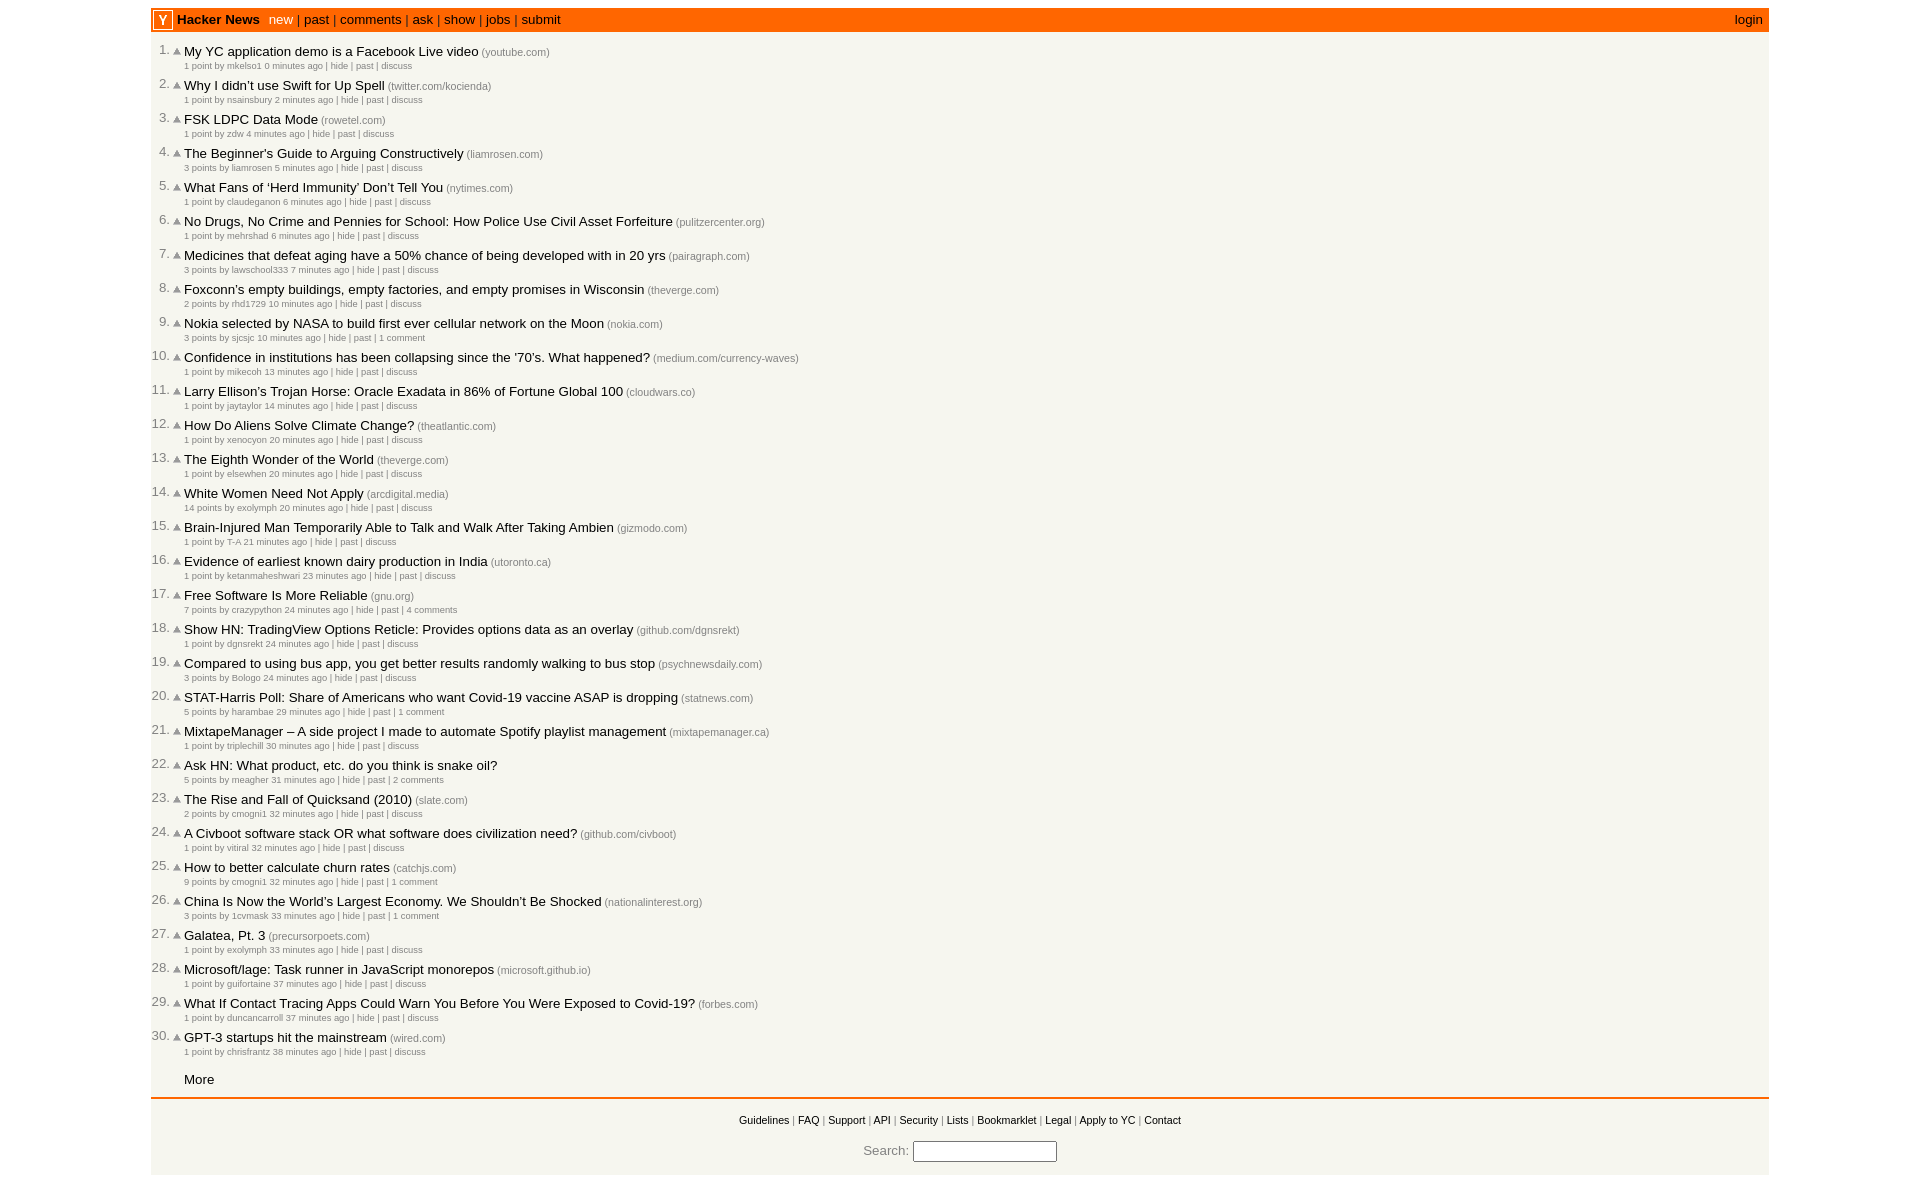 Y Hacker News new | past | comments | ask | show | jobs | submit login
1. My YC application demo is a Facebook Live video (youtube.com)
1 point by mkelso1 0 minutes ago | hide | past | discuss
2. Why I didn’t use Swift for Up Spell (twitter.com/kocienda)
1 point by nsainsbury 2 minutes ago | hide | past | discuss
3. FSK LDPC Data Mode (rowetel.com)
1 point by zdw 4 minutes ago | hide | past | discuss
4. The Beginner's Guide to Arguing Constructively (liamrosen.com)
3 points by liamrosen 5 minutes ago | hide | past | discuss
5. What Fans of ‘Herd Immunity’ Don’t Tell You (nytimes.com)
1 point by claudeganon 6 minutes ago | hide | past | discuss
6. No Drugs, No Crime and Pennies for School: How Police Use Civil Asset Forfeiture (pulitzercenter.org)
1 point by mehrshad 6 minutes ago | hide | past | discuss
7. Medicines that defeat aging have a 50% chance of being developed with in 20 yrs (pairagraph.com)
3 points by lawschool333 7 minutes ago | hide | past | discuss
8. Foxconn’s empty buildings, empty factories, and empty promises in Wisconsin (theverge.com)
2 points by rhd1729 10 minutes ago | hide | past | discuss
9. Nokia selected by NASA to build first ever cellular network on the Moon (nokia.com)
3 points by sjcsjc 10 minutes ago | hide | past | 1 comment
10. Confidence in institutions has been collapsing since the '70’s. What happened? (medium.com/currency-waves)
1 point by mikecoh 13 minutes ago | hide | past | discuss
11. Larry Ellison’s Trojan Horse: Oracle Exadata in 86% of Fortune Global 100 (cloudwars.co)
1 point by jaytaylor 14 minutes ago | hide | past | discuss
12. How Do Aliens Solve Climate Change? (theatlantic.com)
1 point by xenocyon 20 minutes ago | hide | past | discuss
13. The Eighth Wonder of the World (theverge.com)
1 point by elsewhen 20 minutes ago | hide | past | discuss
14. White Women Need Not Apply (arcdigital.media)
14 points by exolymph 20 minutes ago | hide | past | discuss
15. Brain-Injured Man Temporarily Able to Talk and Walk After Taking Ambien (gizmodo.com)
1 point by T-A 21 minutes ago | hide | past | discuss
16. Evidence of earliest known dairy production in India (utoronto.ca)
1 point by ketanmaheshwari 23 minutes ago | hide | past | discuss
17. Free Software Is More Reliable (gnu.org)
7 points by crazypython 24 minutes ago | hide | past | 4 comments
18. Show HN: TradingView Options Reticle: Provides options data as an overlay (github.com/dgnsrekt)
1 point by dgnsrekt 24 minutes ago | hide | past | discuss
19. Compared to using bus app, you get better results randomly walking to bus stop (psychnewsdaily.com)
3 points by Bologo 24 minutes ago | hide | past | discuss
20. STAT-Harris Poll: Share of Americans who want Covid-19 vaccine ASAP is dropping (statnews.com)
5 points by harambae 29 minutes ago | hide | past | 1 comment
21. MixtapeManager – A side project I made to automate Spotify playlist management (mixtapemanager.ca)
1 point by triplechill 30 minutes ago | hide | past | discuss
22. Ask HN: What product, etc. do you think is snake oil?
5 points by meagher 31 minutes ago | hide | past | 2 comments
23. The Rise and Fall of Quicksand (2010) (slate.com)
2 points by cmogni1 32 minutes ago | hide | past | discuss
24. A Civboot software stack OR what software does civilization need? (github.com/civboot)
1 point by vitiral 32 minutes ago | hide | past | discuss
25. How to better calculate churn rates (catchjs.com)
9 points by cmogni1 32 minutes ago | hide | past | 1 comment
26. China Is Now the World’s Largest Economy. We Shouldn’t Be Shocked (nationalinterest.org)
3 points by 1cvmask 33 minutes ago | hide | past | 1 comment
27. Galatea, Pt. 3 (precursorpoets.com)
1 point by exolymph 33 minutes ago | hide | past | discuss
28. Microsoft/lage: Task runner in JavaScript monorepos (microsoft.github.io)
1 point by guifortaine 37 minutes ago | hide | past | discuss
29. What If Contact Tracing Apps Could Warn You Before You Were Exposed to Covid-19? (forbes.com)
1 point by duncancarroll 37 minutes ago | hide | past | discuss
30. GPT-3 startups hit the mainstream (wired.com)
1 point by chrisfrantz 38 minutes ago | hide | past | discuss
More
Guidelines | FAQ | Support | API | Security | Lists | Bookmarklet | Legal | Apply to YC | Contact
Search: